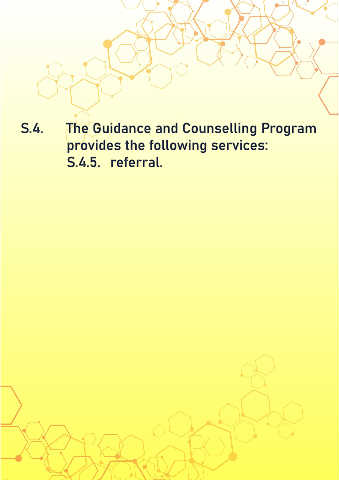 S.4. The Guidance and Counselling Program
provides the following services:
S.4.5. referral.